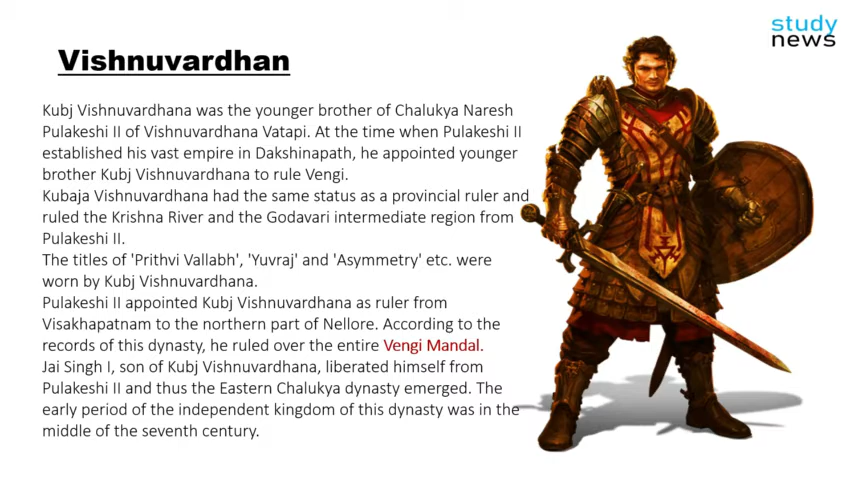 study
news
Vishnuvardhan
Kubj Vishnuvardhana was the younger brother of Chalukya Naresh
Pulakeshi II of Vishnuvardhana Vatapi. At the time when Pulakeshi II
established his vast empire in Dakshinapath, he appointed younger
brother Kubj Vishnuvardhana to rule Vengi.
Kubaja Vishnuvardhana had the same status as a provincial ruler and
ruled the Krishna River and the Godavari intermediate region from
Pulakeshi II.
The titles of 'Prithvi Vallabh', 'Yuvraj' and 'Asymmetry' etc. were
worn by Kubj Vishnuvardhana.
Pulakeshi II appointed Kubj Vishnuvardhana as ruler from
Visakhapatnam to the northern part of Nellore. According to the
records of this dynasty, he ruled over the entire Vengi Mandal.
Jai Singh I, son of Kubj Vishnuvardhana, liberated himself from
Pulakeshi II and thus the Eastern Chalukya dynasty emerged. The
early period of the independent kingdom of this dynasty was in the
middle of the seventh century.